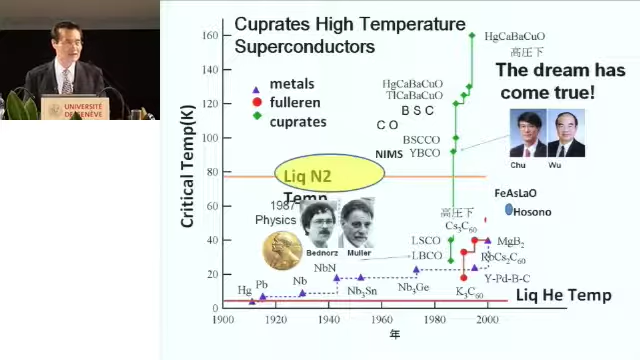 Cuprates High Temperature
Superconductors
UNIVERSITÉ
DE GENÈVE
Critical Temp(K)
160
140
120
100
80
60
40
20
0
1900
1920
1940
1960
1980
2000
年
metals
fulleren
cuprates
HgCaBaCuO
高圧下
The dream has
come true!
Chu
Wu
HgCaBaCuO
TlCaBaCuO
B S C
C O
BSCCO
NIMS
YBCO
Liq N2
Temp
1987
Physics
Bednorz
Muller
FeAsLaO
Hosono
高圧下
Cs3C60
LSCO
LBCO
MgB2
RbCs2C60
Y-Pd-B-C
K3C60
Hg
Pb
Nb
NbN
Nb3Sn
Nb3Ge
Liq He Temp